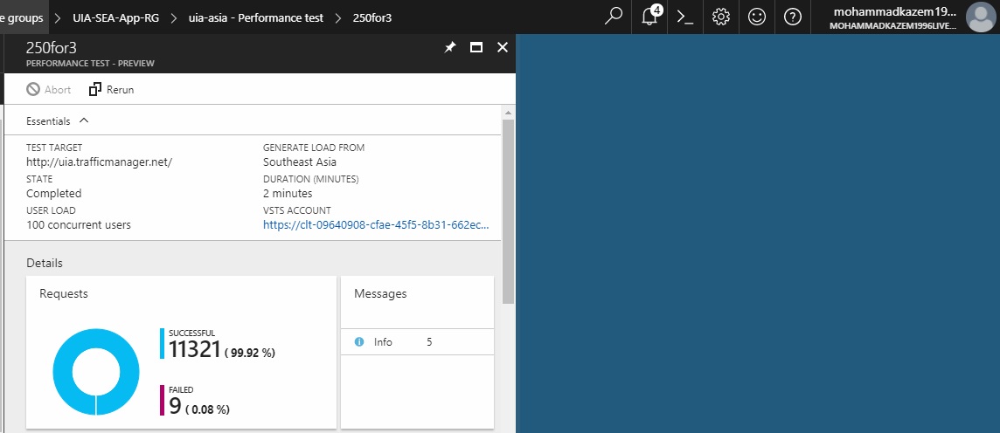 e groups > UIA-SEA-App-RG > uia-asia - Performance test > 250for3
4
mohammadkazem19...
MOHAMMADKAZEM1996LIVE...
250for3
PERFORMANCE TEST - PREVIEW
Abort Rerun
Essentials
TEST TARGET
http://uia.trafficmanager.net/
GENERATE LOAD FROM
Southeast Asia
STATE
Completed
DURATION (MINUTES)
2 minutes
USER LOAD
100 concurrent users
VSTS ACCOUNT
https://clt-09640908-cfae-45f5-8b31-662ec...
Details
Requests
SUCCESSFUL
11321 ( 99.92 %)
FAILED
9 ( 0.08 %)
Messages
Info 5